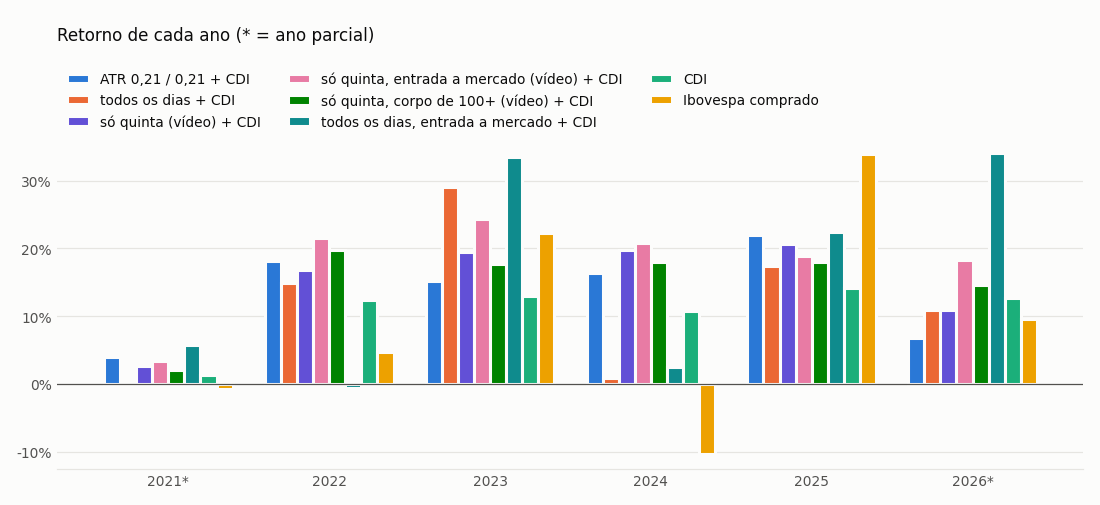 Retorno de cada ano (* = ano parcial)
ATR 0,21 / 0,21 + CDI
todos os dias + CDI
só quinta (vídeo) + CDI
só quinta, entrada a mercado (vídeo) + CDI
só quinta, corpo de 100+ (vídeo) + CDI
todos os dias, entrada a mercado + CDI
CDI
Ibovespa comprado
30%
20%
10%
0%
-10%
2021* 2022 2023 2024 2025 2026*